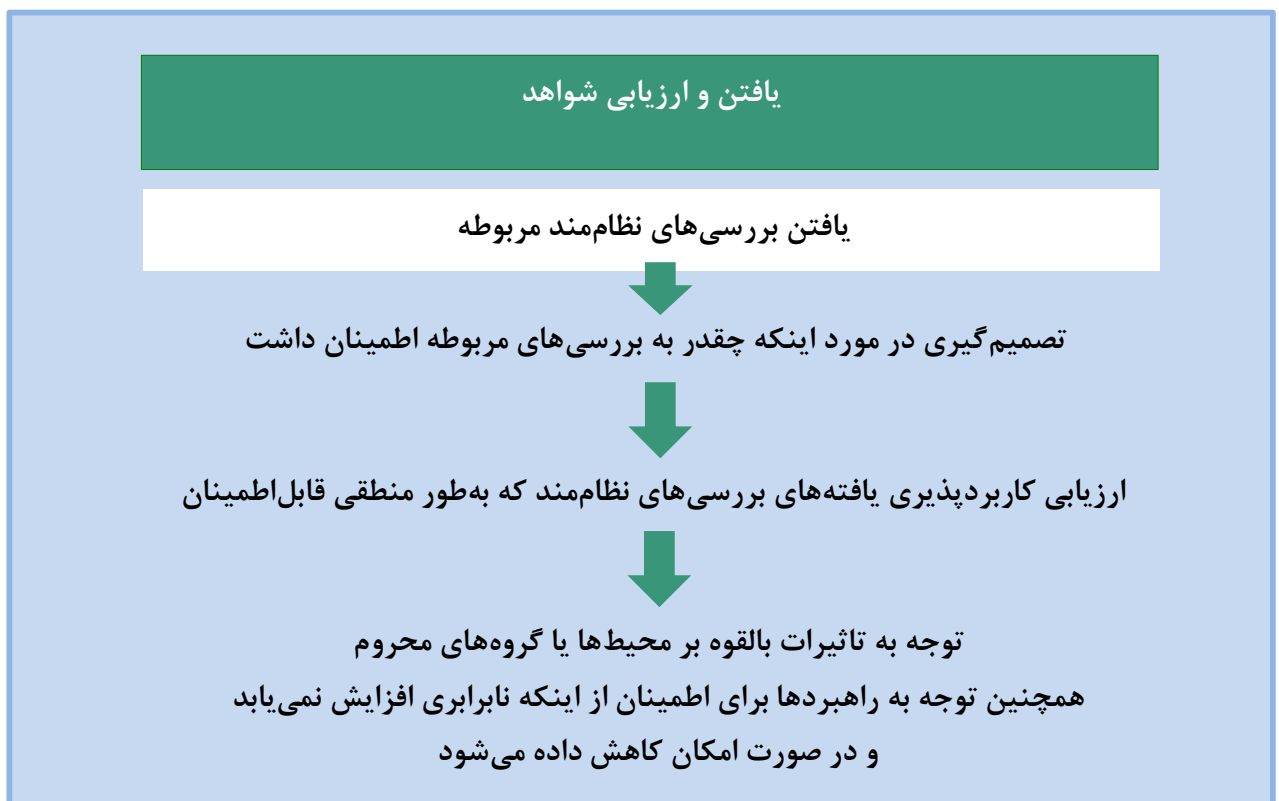 یافتن و ارزیابی شواهد
یافتن بررسی‌های نظام‌مند مربوطه
تصمیم‌گیری در مورد اینکه چقدر به بررسی‌های مربوطه اطمینان داشت
ارزیابی کاربردپذیری یافته‌های بررسی‌های نظام‌مند که به‌طور منطقی قابل‌اطمینان
توجه به تاثیرات بالقوه بر محیط‌ها یا گروه‌های محروم
همچنین توجه به راهبردها برای اطمینان از اینکه نابرابری افزایش نمی‌یابد
و در صورت امکان کاهش داده می‌شود